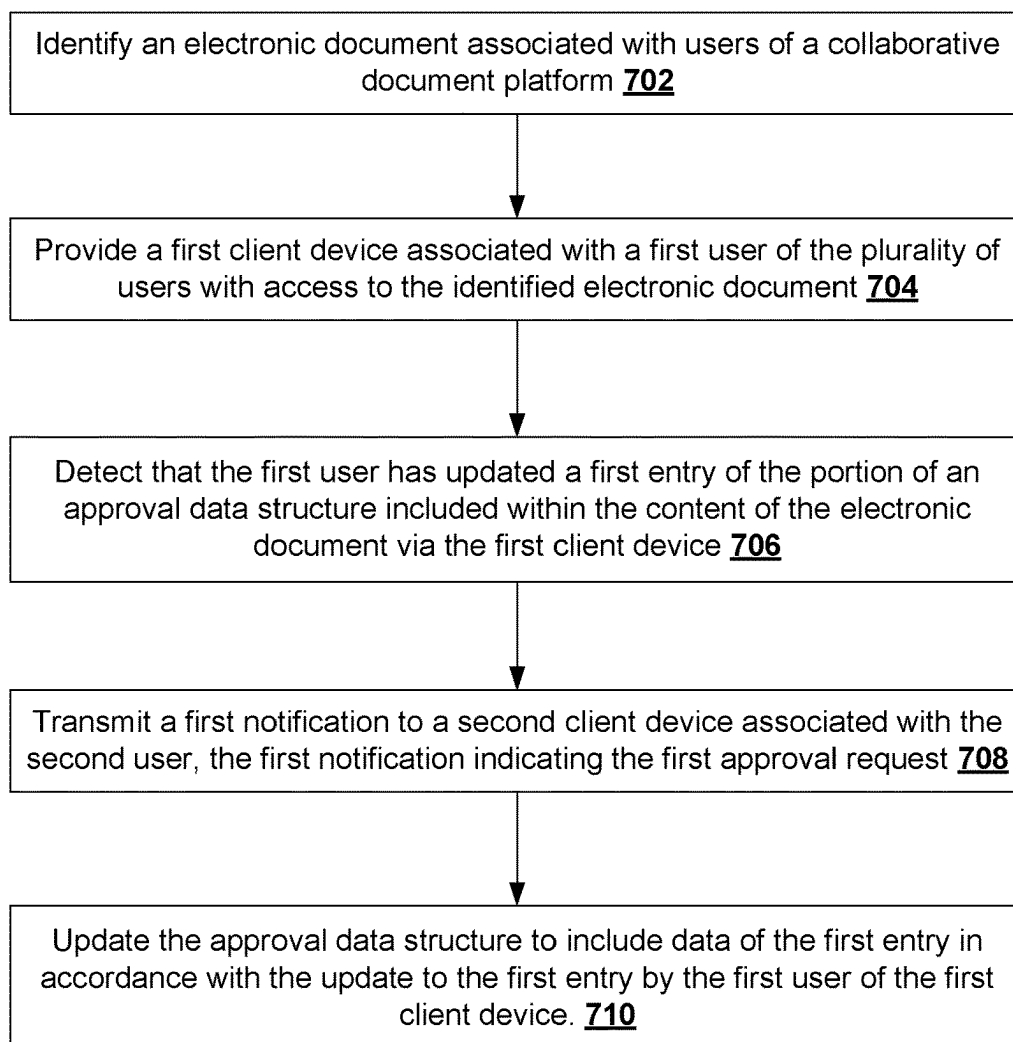 Identify an electronic document associated with users of a collaborative
document platform 702
Provide a first client device associated with a first user of the plurality of
users with access to the identified electronic document 704
Detect that the first user has updated a first entry of the portion of an
approval data structure included within the content of the electronic
document via the first client device 706
Transmit a first notification to a second client device associated with the
second user, the first notification indicating the first approval request 708
Update the approval data structure to include data of the first entry in
accordance with the update to the first entry by the first user of the first
client device. 710